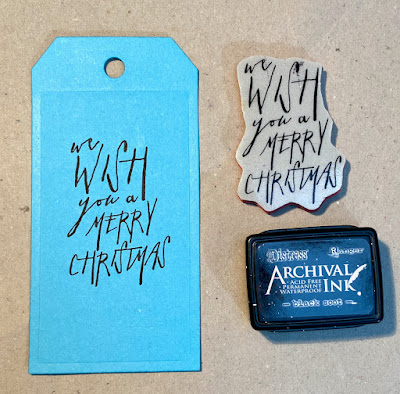 we
WISH
you a
MERRY
CHRISTMAS
we
WISH
you a
MERRY
CHRISTMAS
Distress Ranger
ARCHIVAL
· ACID FREE
· PERMANENT
WATERPROOF
INK
— black soot —